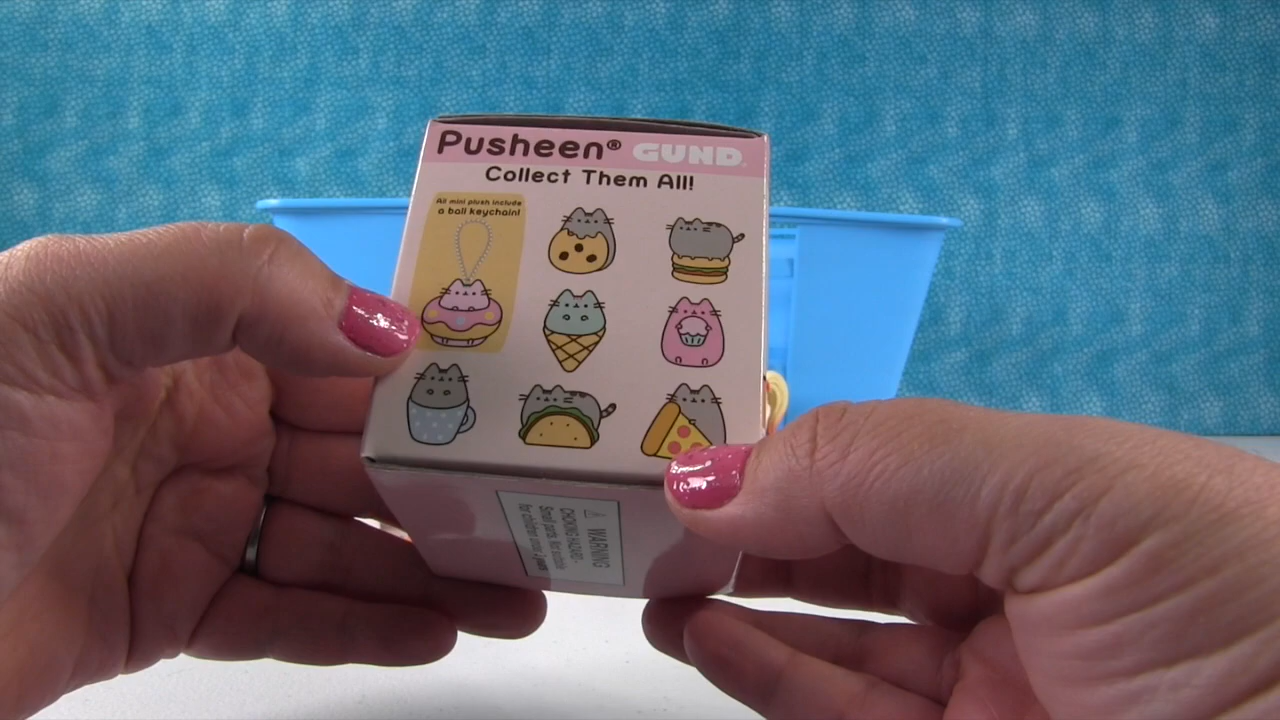 Pusheen® GUND
Collect Them All!
All mini plush include
a ball keychain!
WARNING
CHOKING HAZARD -
Small parts. Not suitable
for children under 3 years